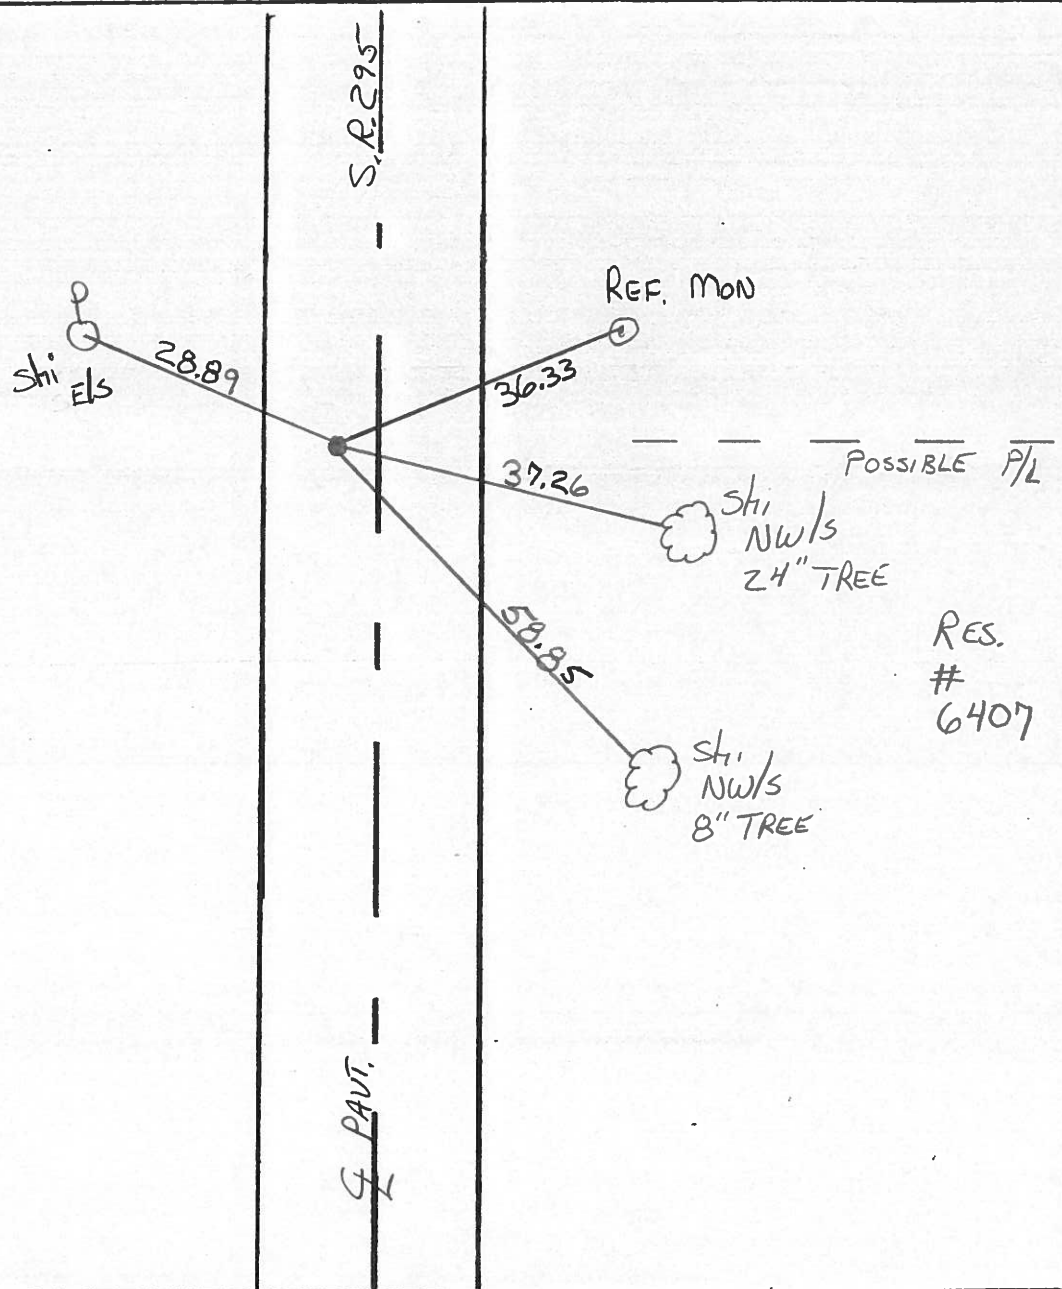 S.R. 295
P
REF. MON
28.89
Shi
E/S
36.33
POSSIBLE P/L
37.26
Shi
NW/S
24" TREE
58.85
RES.
#
6407
Shi
NW/S
8" TREE
℄ PAVT.